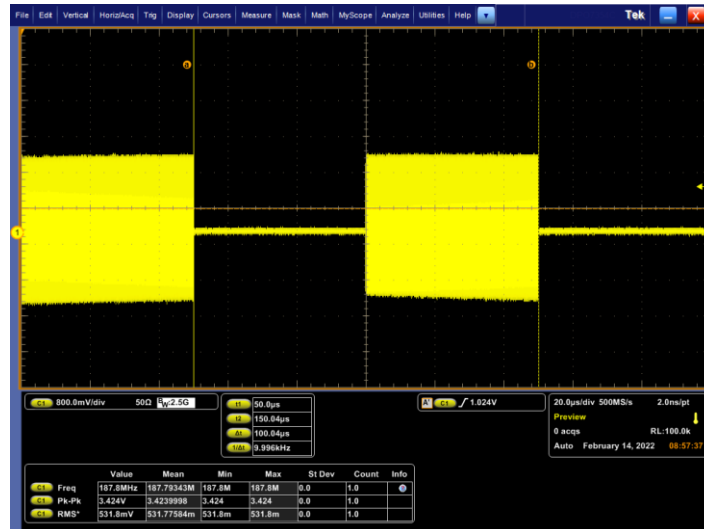 File Edit Vertical Horiz/Acq Trig Display Cursors Measure Mask Math MyScope Analyze Utilities Help Tek X
a b
1
C1 800.0mV/div 50Ω BW:2.5G
t1 50.0µs
t2 150.04µs
Δt 100.04µs
1/Δt 9.996kHz
A' C1 1.024V
20.0µs/div 500MS/s 2.0ns/pt
Preview
0 acqs RL:100.0k
Auto February 14, 2022 08:57:37
Value Mean Min Max St Dev Count Info
C1 Freq 187.8MHz 187.79343M 187.8M 187.8M 0.0 1.0
C1 Pk-Pk 3.424V 3.4239998 3.424 3.424 0.0 1.0
C1 RMS* 531.8mV 531.77584m 531.8m 531.8m 0.0 1.0